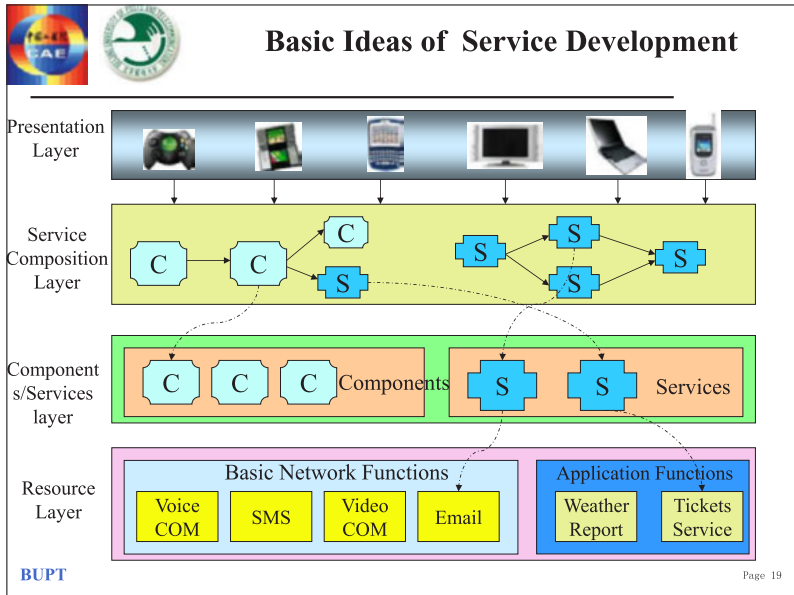 Basic Ideas of Service Development
CAE
Presentation
Layer
Service
Composition
Layer
C
C
C
S
S
S
S
S
Component
s/Services
layer
C
C
C
Components
S
S
Services
Resource
Layer
Basic Network Functions
Voice
COM
SMS
Video
COM
Email
Application Functions
Weather
Report
Tickets
Service
BUPT
Page 19